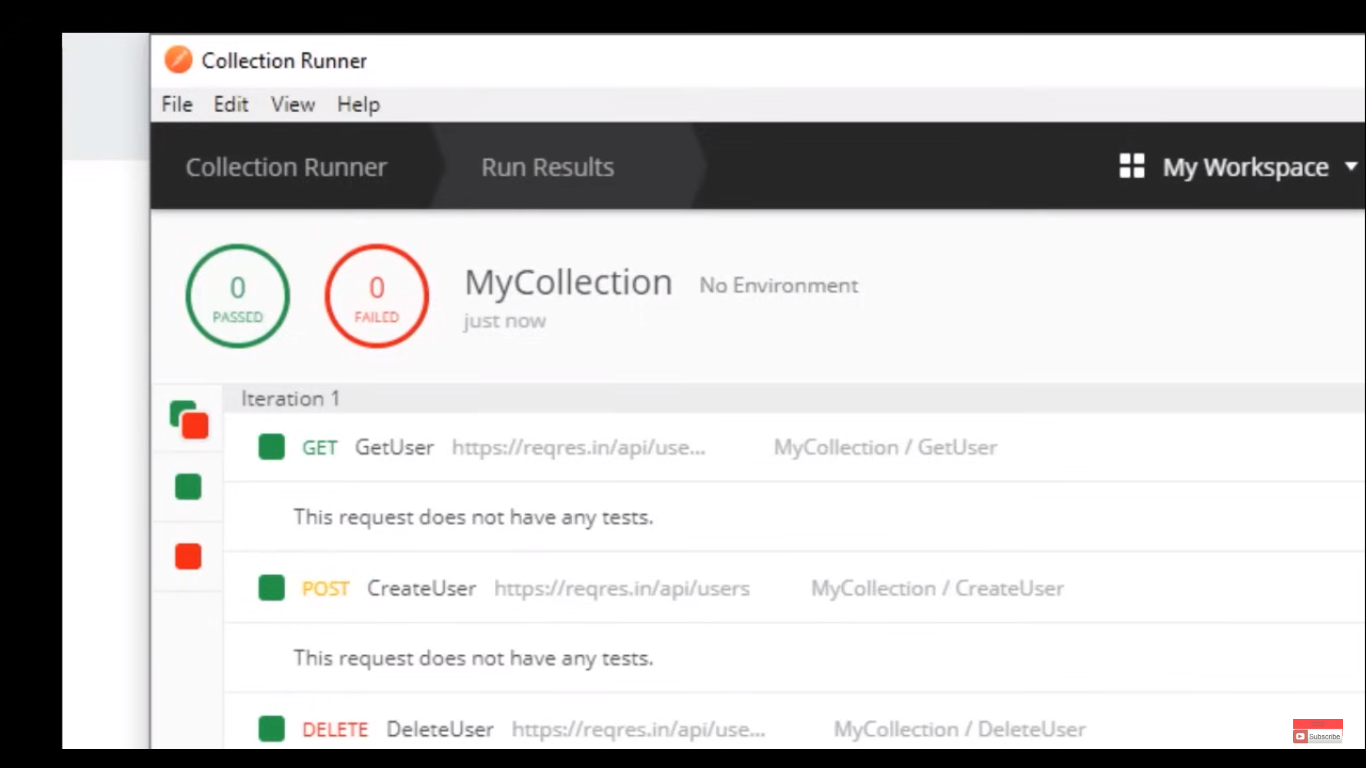 Collection Runner
File Edit View Help
Collection Runner Run Results My Workspace
0 PASSED
0 FAILED
MyCollection No Environment
just now
Iteration 1
GET GetUser https://reqres.in/api/use... MyCollection / GetUser
This request does not have any tests.
POST CreateUser https://reqres.in/api/users MyCollection / CreateUser
This request does not have any tests.
DELETE DeleteUser https://reqres.in/api/use... MyCollection / DeleteUser
Subscribe